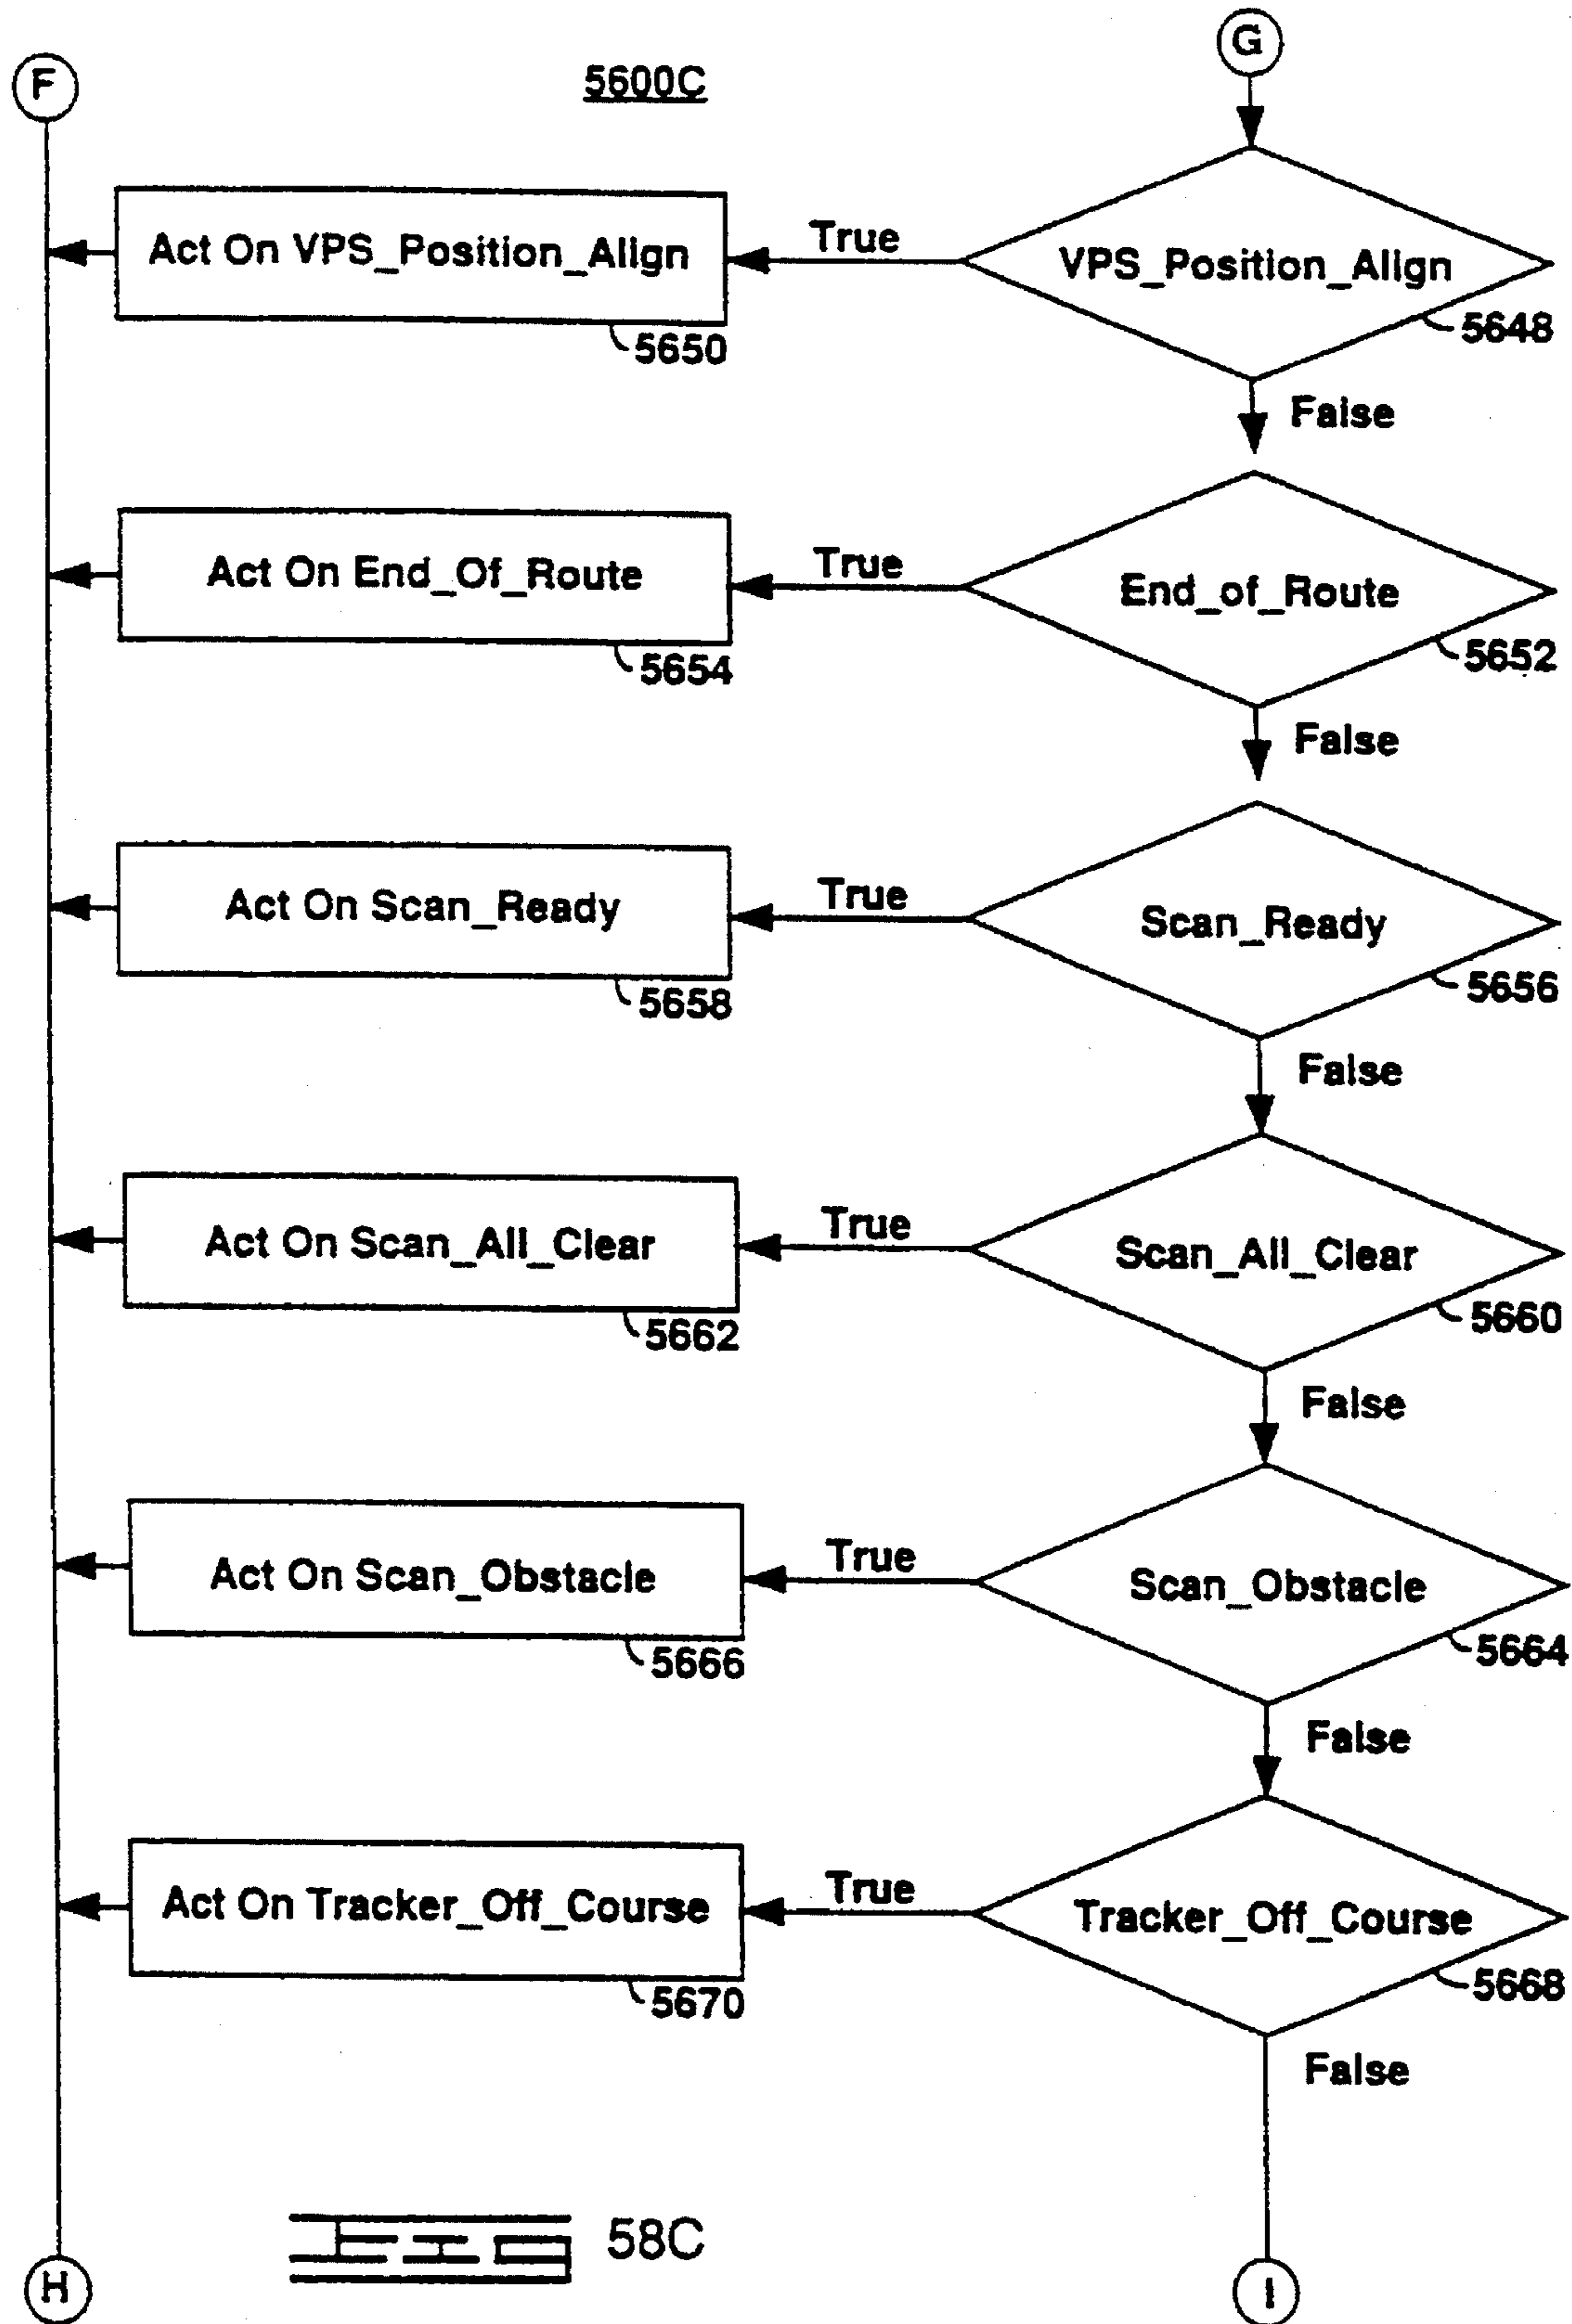 G
F
5600C
Act On VPS_Position_Align
True
VPS_Position_Align
5648
5650
False
Act On End_Of_Route
True
End_of_Route
5652
5654
False
Act On Scan_Ready
True
Scan_Ready
5656
5658
False
Act On Scan_All_Clear
True
Scan_All_Clear
5660
5662
False
Act On Scan_Obstacle
True
Scan_Obstacle
5664
5666
False
Act On Tracker_Off_Course
True
Tracker_Off_Course
5668
5670
False
FIG 58C
H
I